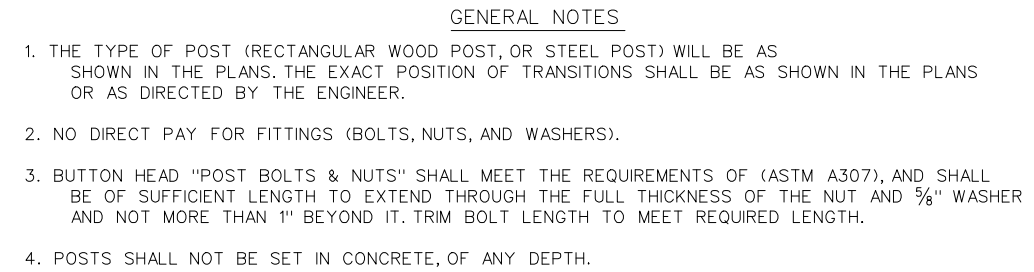 GENERAL NOTES
1. THE TYPE OF POST (RECTANGULAR WOOD POST, OR STEEL POST) WILL BE AS
SHOWN IN THE PLANS. THE EXACT POSITION OF TRANSITIONS SHALL BE AS SHOWN IN THE PLANS
OR AS DIRECTED BY THE ENGINEER.
2. NO DIRECT PAY FOR FITTINGS (BOLTS, NUTS, AND WASHERS).
3. BUTTON HEAD "POST BOLTS & NUTS" SHALL MEET THE REQUIREMENTS OF (ASTM A307), AND SHALL
BE OF SUFFICIENT LENGTH TO EXTEND THROUGH THE FULL THICKNESS OF THE NUT AND 5/8" WASHER
AND NOT MORE THAN 1" BEYOND IT. TRIM BOLT LENGTH TO MEET REQUIRED LENGTH.
4. POSTS SHALL NOT BE SET IN CONCRETE, OF ANY DEPTH.